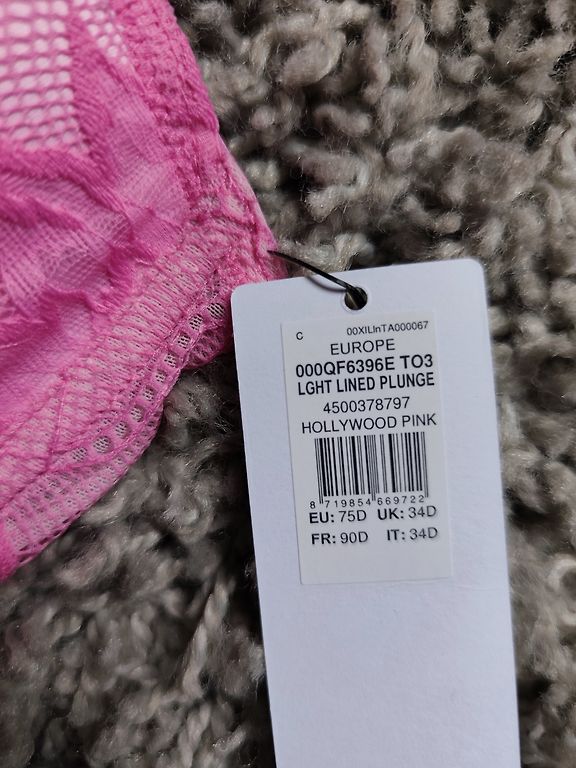 C 00XILInTA000067
EUROPE
000QF6396E TO3
LGHT LINED PLUNGE
4500378797
HOLLYWOOD PINK
8 719854 669722
EU: 75D UK: 34D
FR: 90D IT: 34D